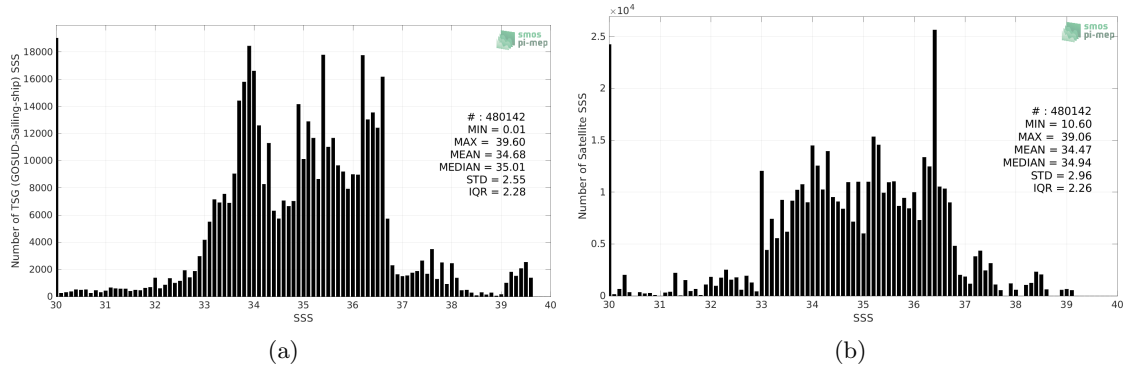 smos
pi-mep
Number of TSG (GOSUD-Sailing-ship) SSS
18000
16000
14000
12000
10000
8000
6000
4000
2000
0
# : 480142
MIN = 0.01
MAX = 39.60
MEAN = 34.68
MEDIAN = 35.01
STD = 2.55
IQR = 2.28
30 31 32 33 34 35 36 37 38 39 40
SSS
(a)
×10⁴
smos
pi-mep
Number of Satellite SSS
2.5
2
1.5
1
0.5
0
# : 480142
MIN = 10.60
MAX = 39.06
MEAN = 34.47
MEDIAN = 34.94
STD = 2.96
IQR = 2.26
30 31 32 33 34 35 36 37 38 39 40
SSS
(b)